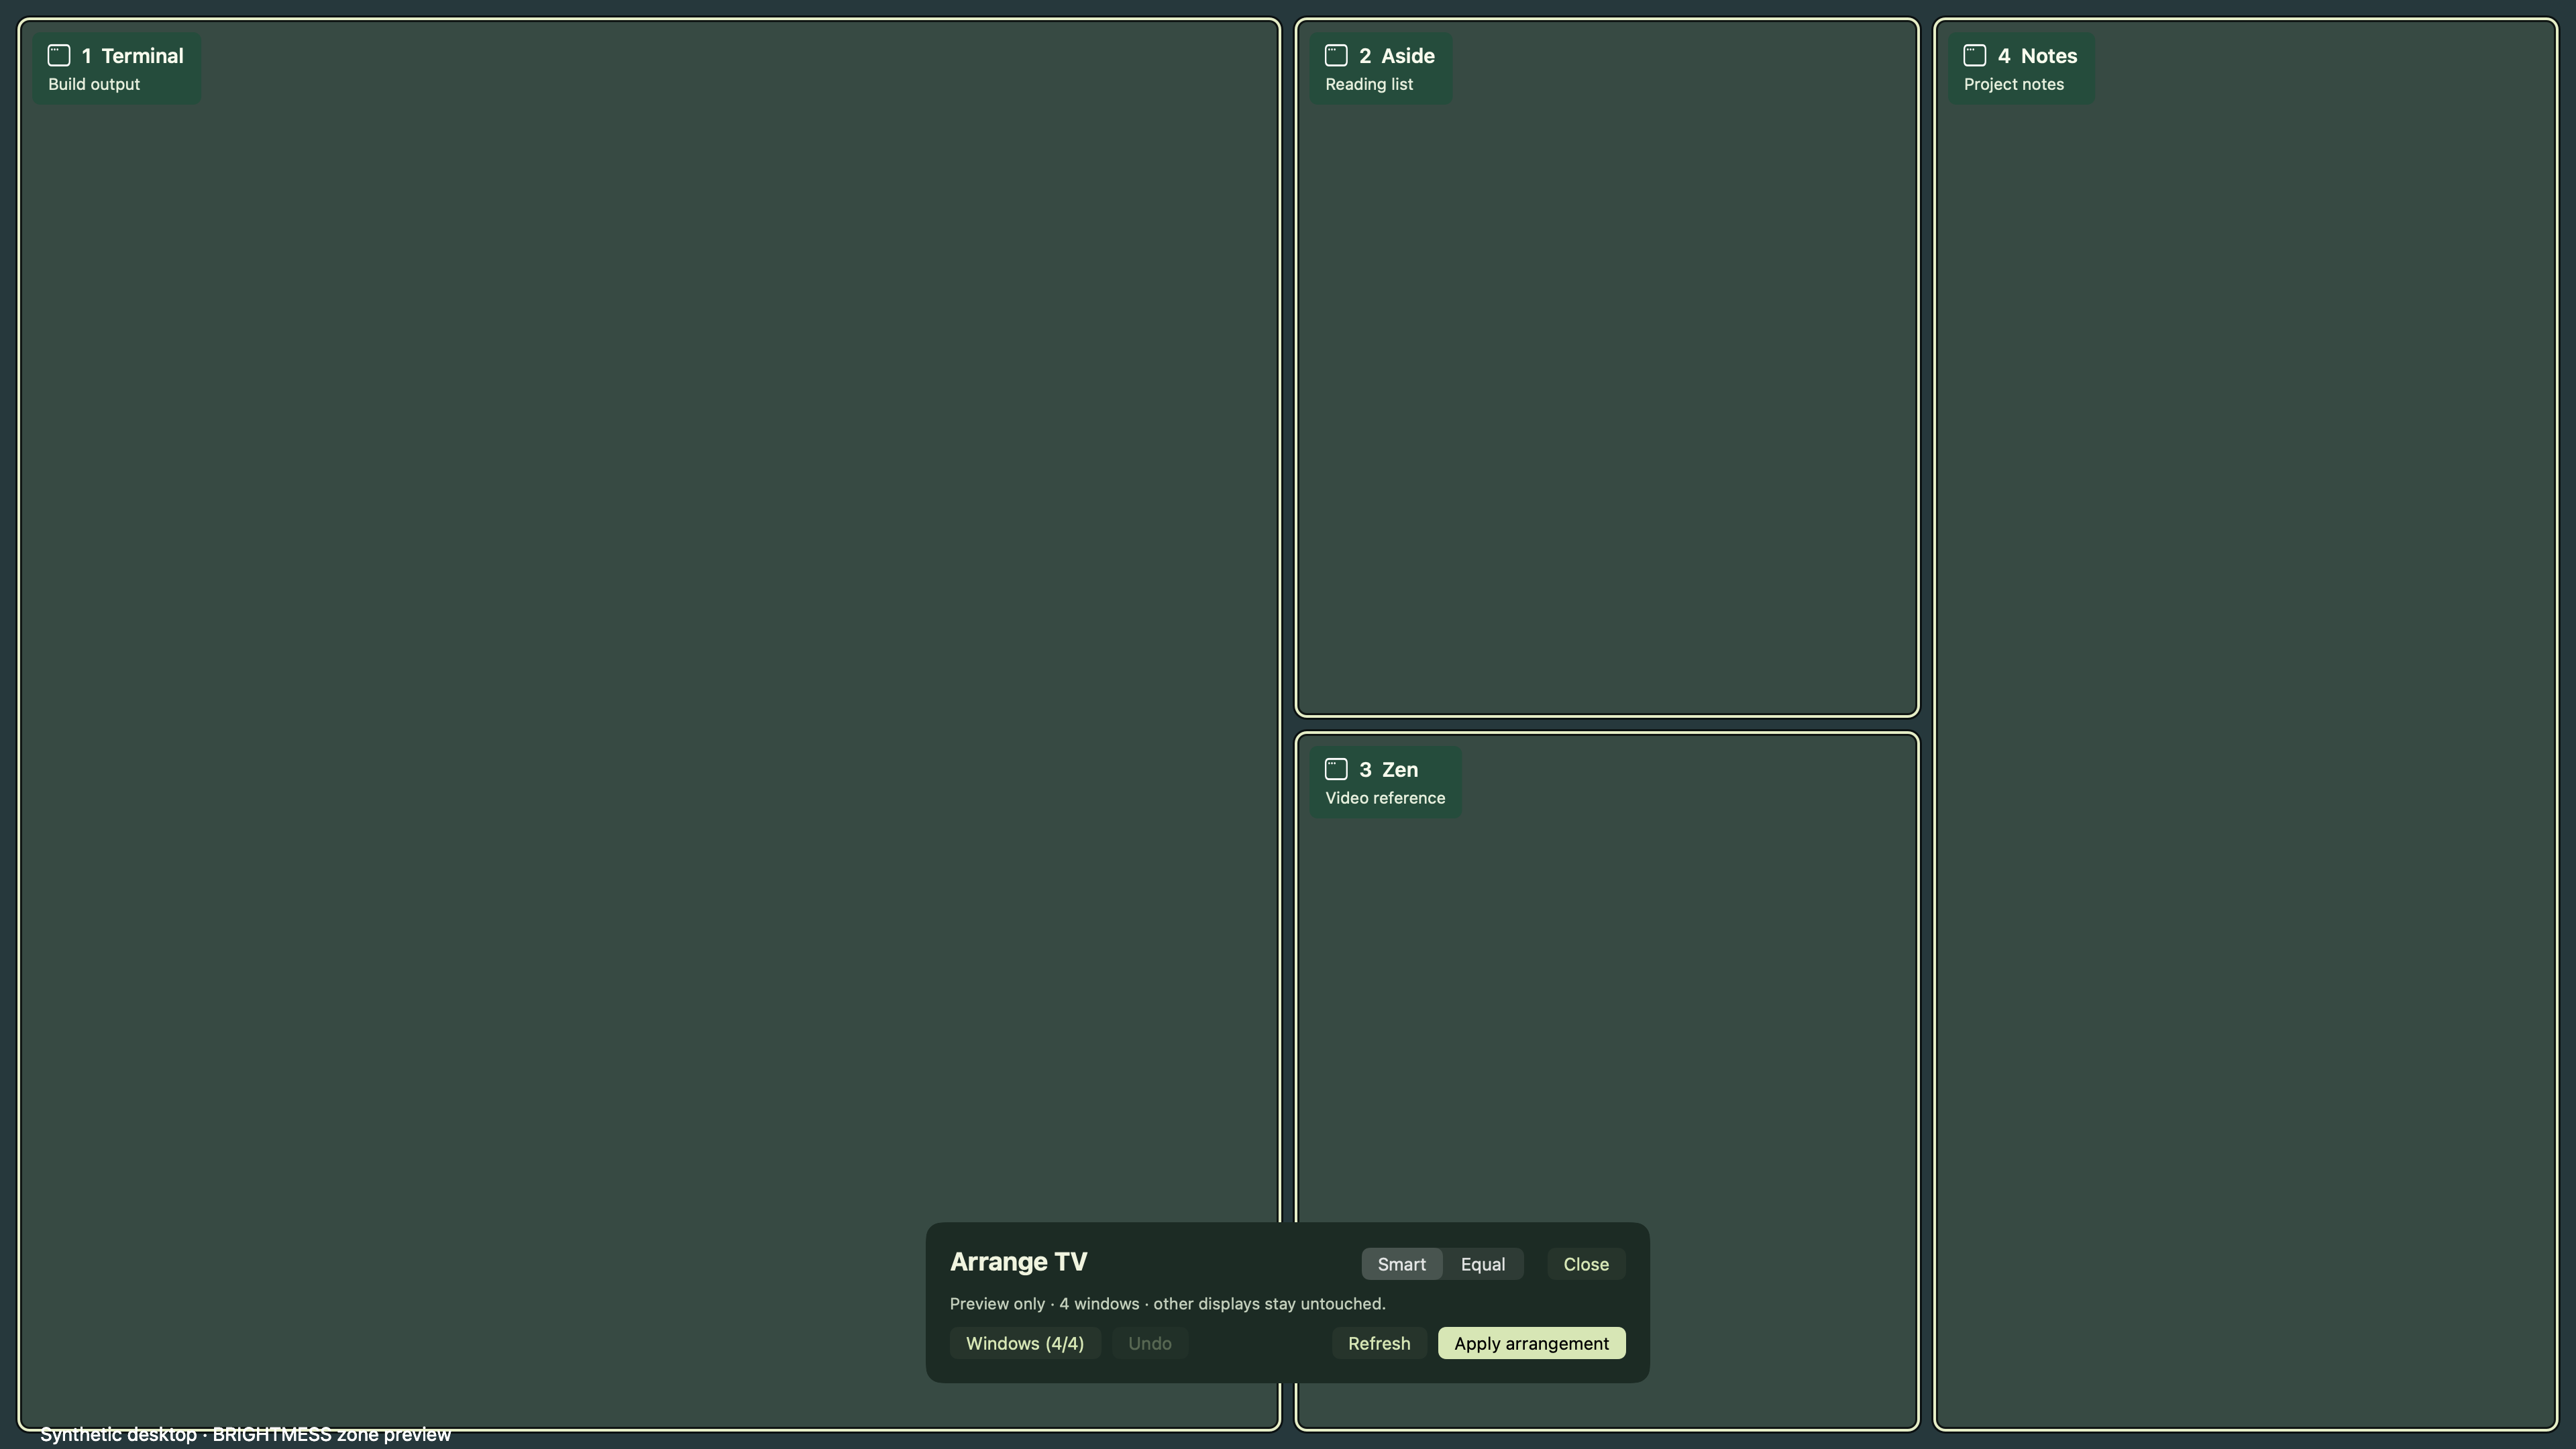 1 Terminal
Build output
2 Aside
Reading list
4 Notes
Project notes
3 Zen
Video reference
Arrange TV
Smart
Equal
Close
Preview only · 4 windows · other displays stay untouched.
Windows (4/4)
Undo
Refresh
Apply arrangement
Synthetic desktop · BRIGHTMESS zone preview